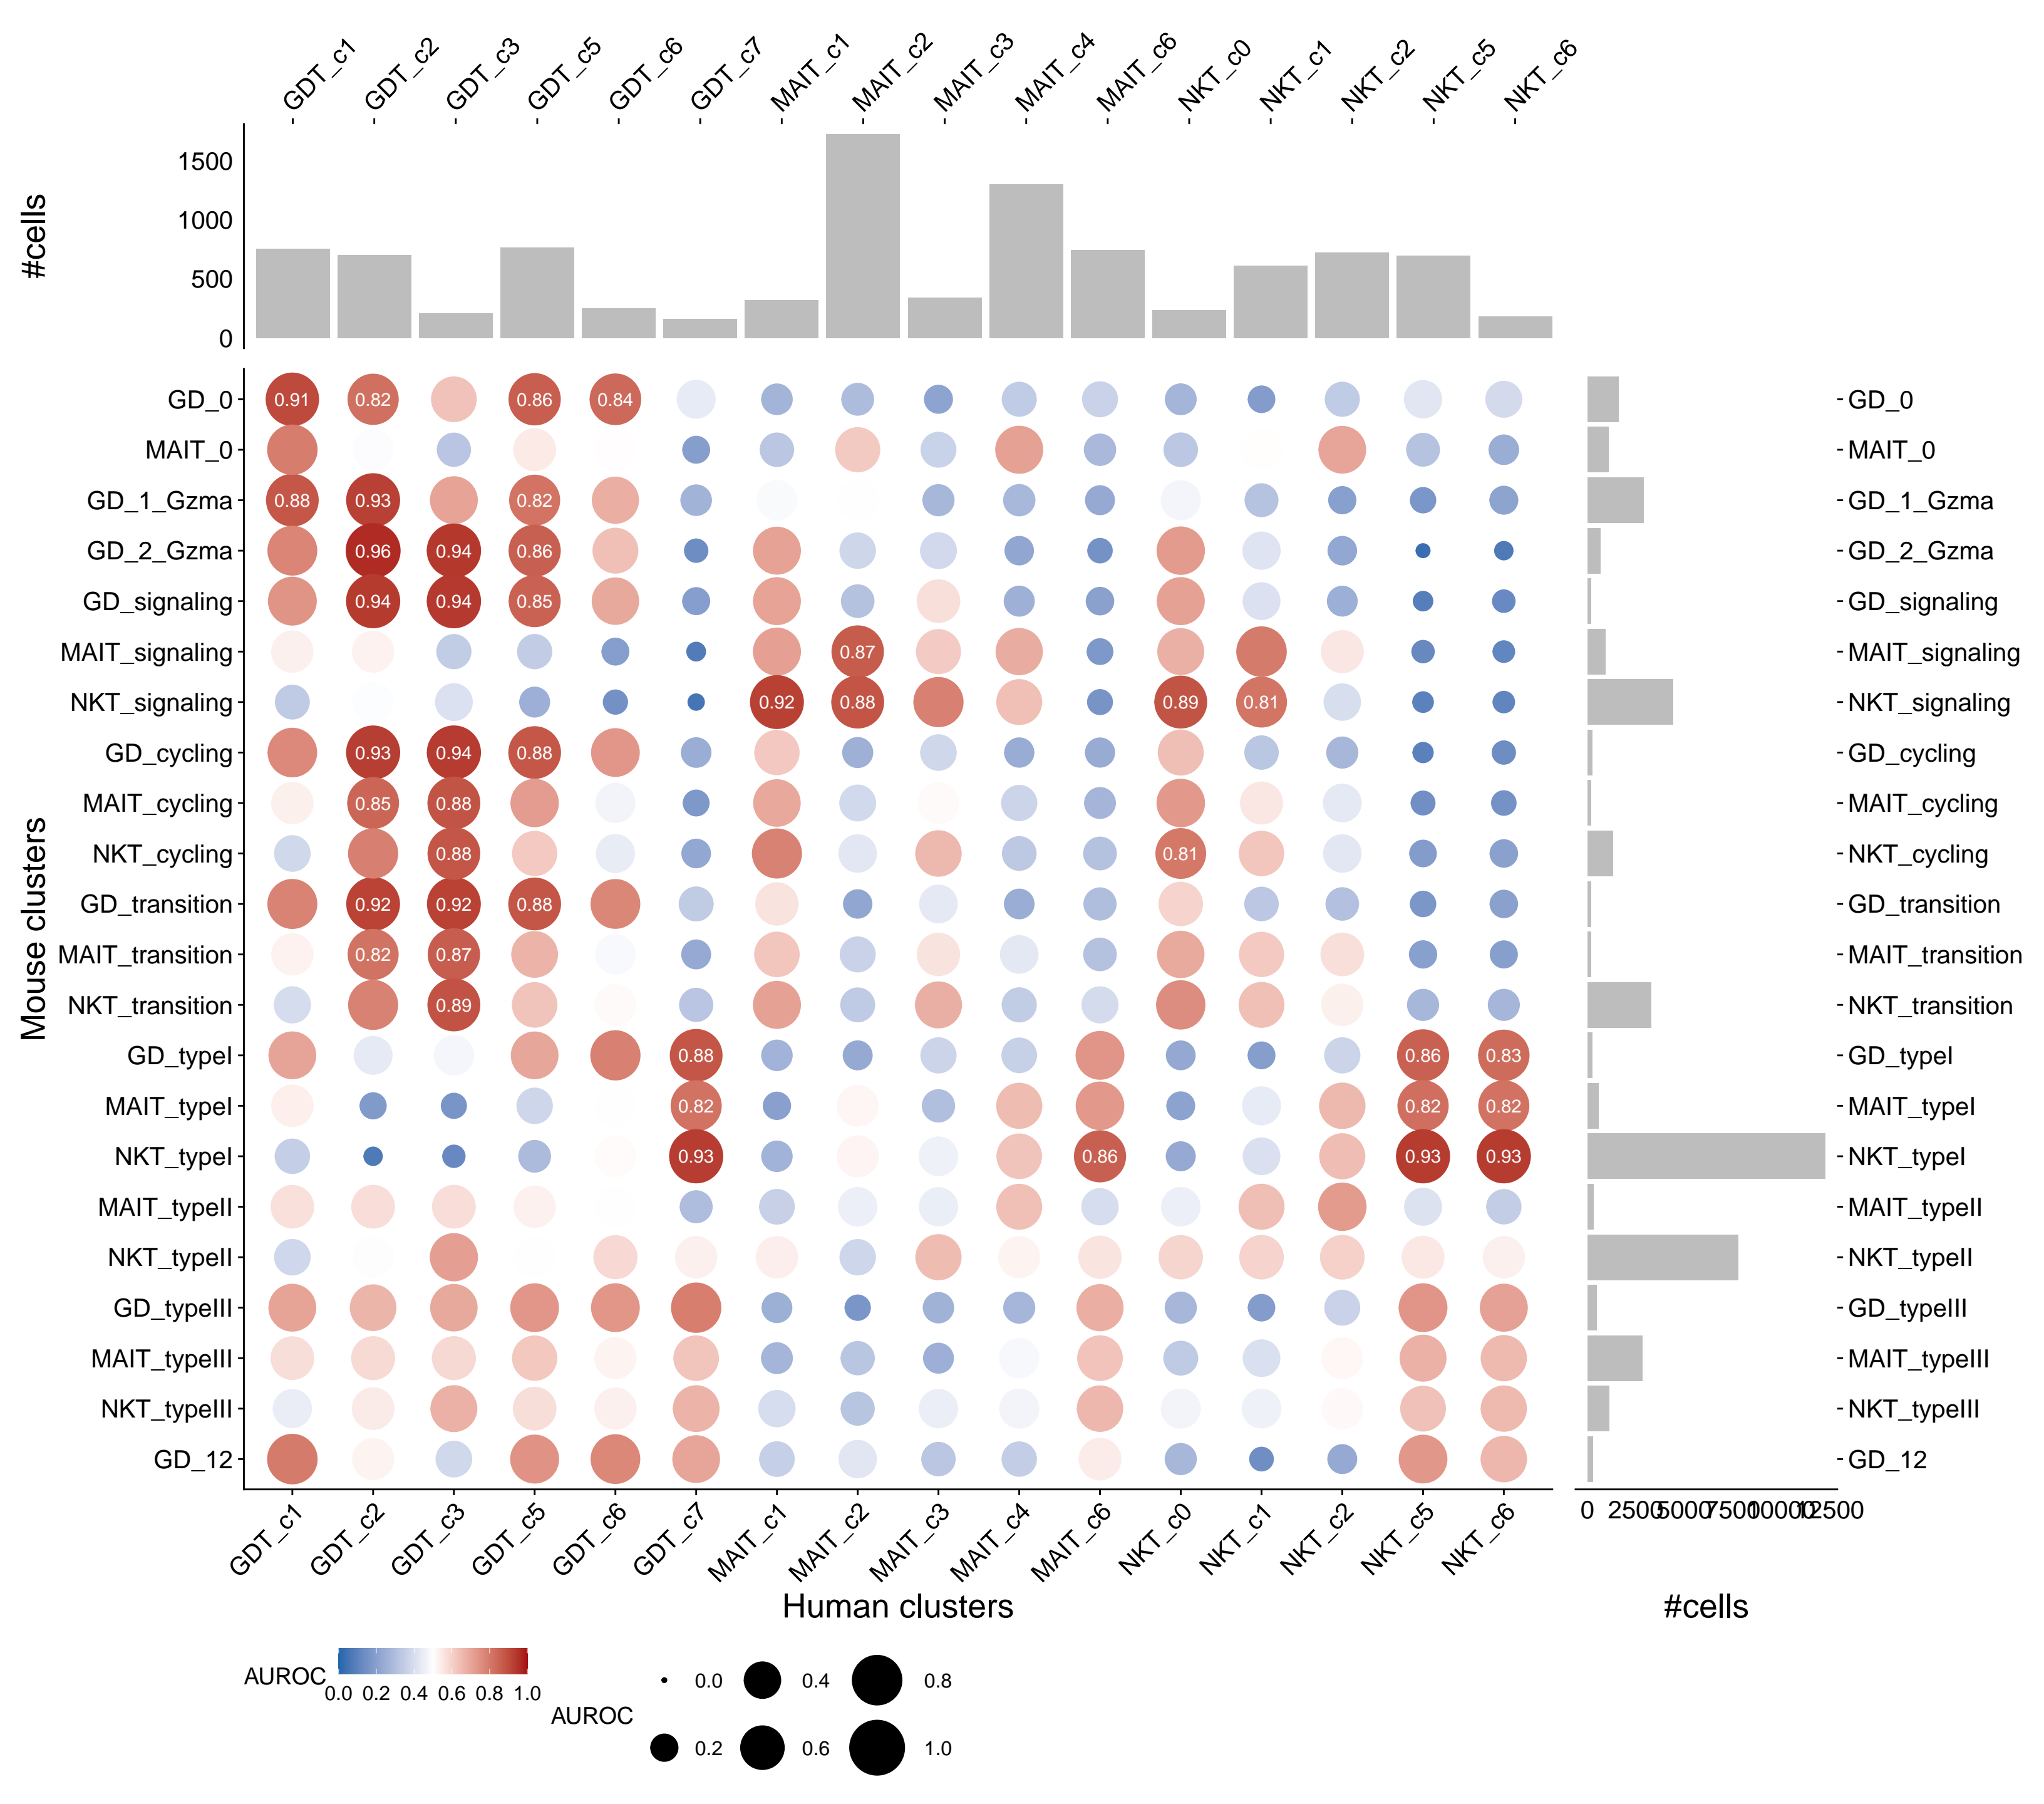 GDT_c1 GDT_c2 GDT_c3 GDT_c5 GDT_c6 GDT_c7 MAIT_c1 MAIT_c2 MAIT_c3 MAIT_c4 MAIT_c6 NKT_c0 NKT_c1 NKT_c2 NKT_c5 NKT_c6
#cells
1500
1000
500
0
Mouse clusters
GD_0 0.91 0.82 0.86 0.84 GD_0
MAIT_0 MAIT_0
GD_1_Gzma 0.88 0.93 0.82 GD_1_Gzma
GD_2_Gzma 0.96 0.94 0.86 GD_2_Gzma
GD_signaling 0.94 0.94 0.85 GD_signaling
MAIT_signaling 0.87 MAIT_signaling
NKT_signaling 0.92 0.88 0.89 0.81 NKT_signaling
GD_cycling 0.93 0.94 0.88 GD_cycling
MAIT_cycling 0.85 0.88 MAIT_cycling
NKT_cycling 0.88 0.81 NKT_cycling
GD_transition 0.92 0.92 0.88 GD_transition
MAIT_transition 0.82 0.87 MAIT_transition
NKT_transition 0.89 NKT_transition
GD_typeI 0.88 0.86 0.83 GD_typeI
MAIT_typeI 0.82 0.82 0.82 MAIT_typeI
NKT_typeI 0.93 0.86 0.93 0.93 NKT_typeI
MAIT_typeII MAIT_typeII
NKT_typeII NKT_typeII
GD_typeIII GD_typeIII
MAIT_typeIII MAIT_typeIII
NKT_typeIII NKT_typeIII
GD_12 GD_12
0 2500 5000 7500 10000 12500
GDT_c1 GDT_c2 GDT_c3 GDT_c5 GDT_c6 GDT_c7 MAIT_c1 MAIT_c2 MAIT_c3 MAIT_c4 MAIT_c6 NKT_c0 NKT_c1 NKT_c2 NKT_c5 NKT_c6
Human clusters #cells
AUROC
0.0 0.2 0.4 0.6 0.8 1.0
AUROC
0.0 0.4 0.8
0.2 0.6 1.0